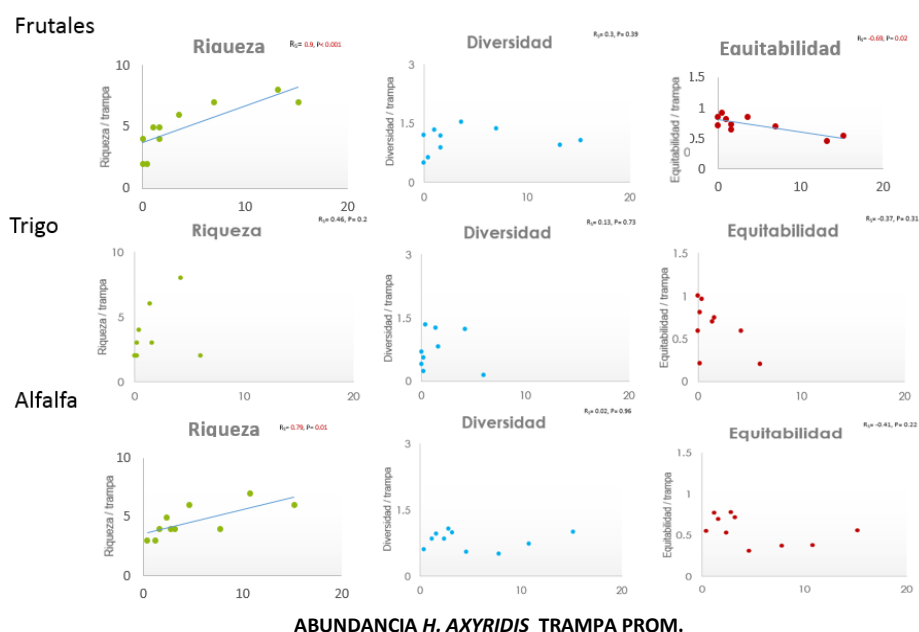 Frutales
Riqueza
Rs= 0.9, P< 0.001
Riqueza / trampa
10
5
0
0 10 20
Diversidad
Rs= 0.3, P= 0.39
Diversidad / trampa
3
1.5
0
0 10 20
Equitabilidad
Rs= -0.69, P= 0.02
Equitabilidad / trampa
1.5
1
0.5
0
0 10 20
Trigo
Riqueza
Rs= 0.46, P= 0.2
Riqueza / trampa
10
5
0
0 10 20
Diversidad
Rs= 0.13, P= 0.73
Diversidad / trampa
3
1.5
0
0 10 20
Equitabilidad
Rs= -0.37, P= 0.31
Equitabilidad / trampa
1.5
1
0.5
0
0 10 20
Alfalfa
Riqueza
Rs= 0.79, P= 0.01
Riqueza / trampa
10
5
0
0 10 20
Diversidad
Rs= 0.02, P= 0.96
Diversidad / trampa
3
1.5
0
0 10 20
Equitabilidad
Rs= -0.41, P= 0.22
Equitabilidad / trampa
1.5
1
0.5
0
0 10 20
ABUNDANCIA H. AXYRIDIS TRAMPA PROM.